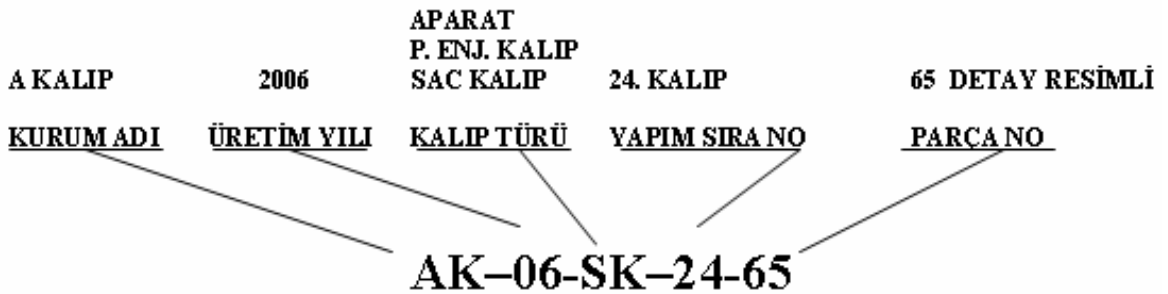 APARAT
P. ENJ. KALIP
A KALIP 2006 SAC KALIP 24. KALIP 65 DETAY RESİMLİ
KURUM ADI ÜRETİM YILI KALIP TÜRÜ YAPIM SIRA NO PARÇA NO
AK–06-SK–24-65